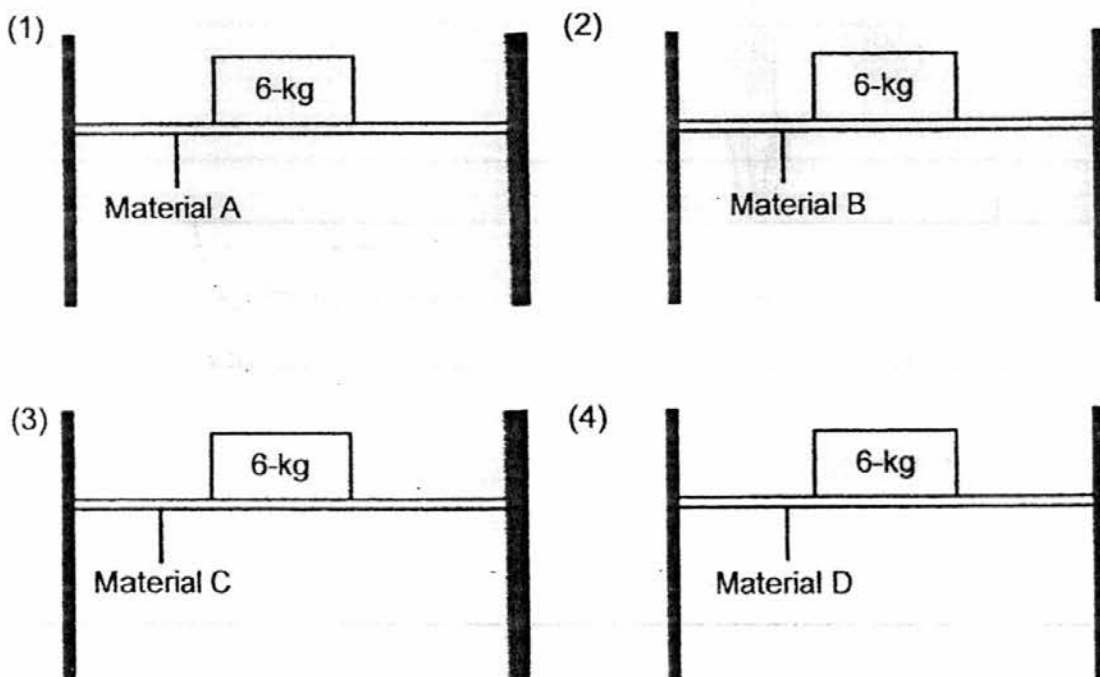 (1)
6-kg
Material A
(2)
6-kg
Material B
(3)
6-kg
Material C
(4)
6-kg
Material D